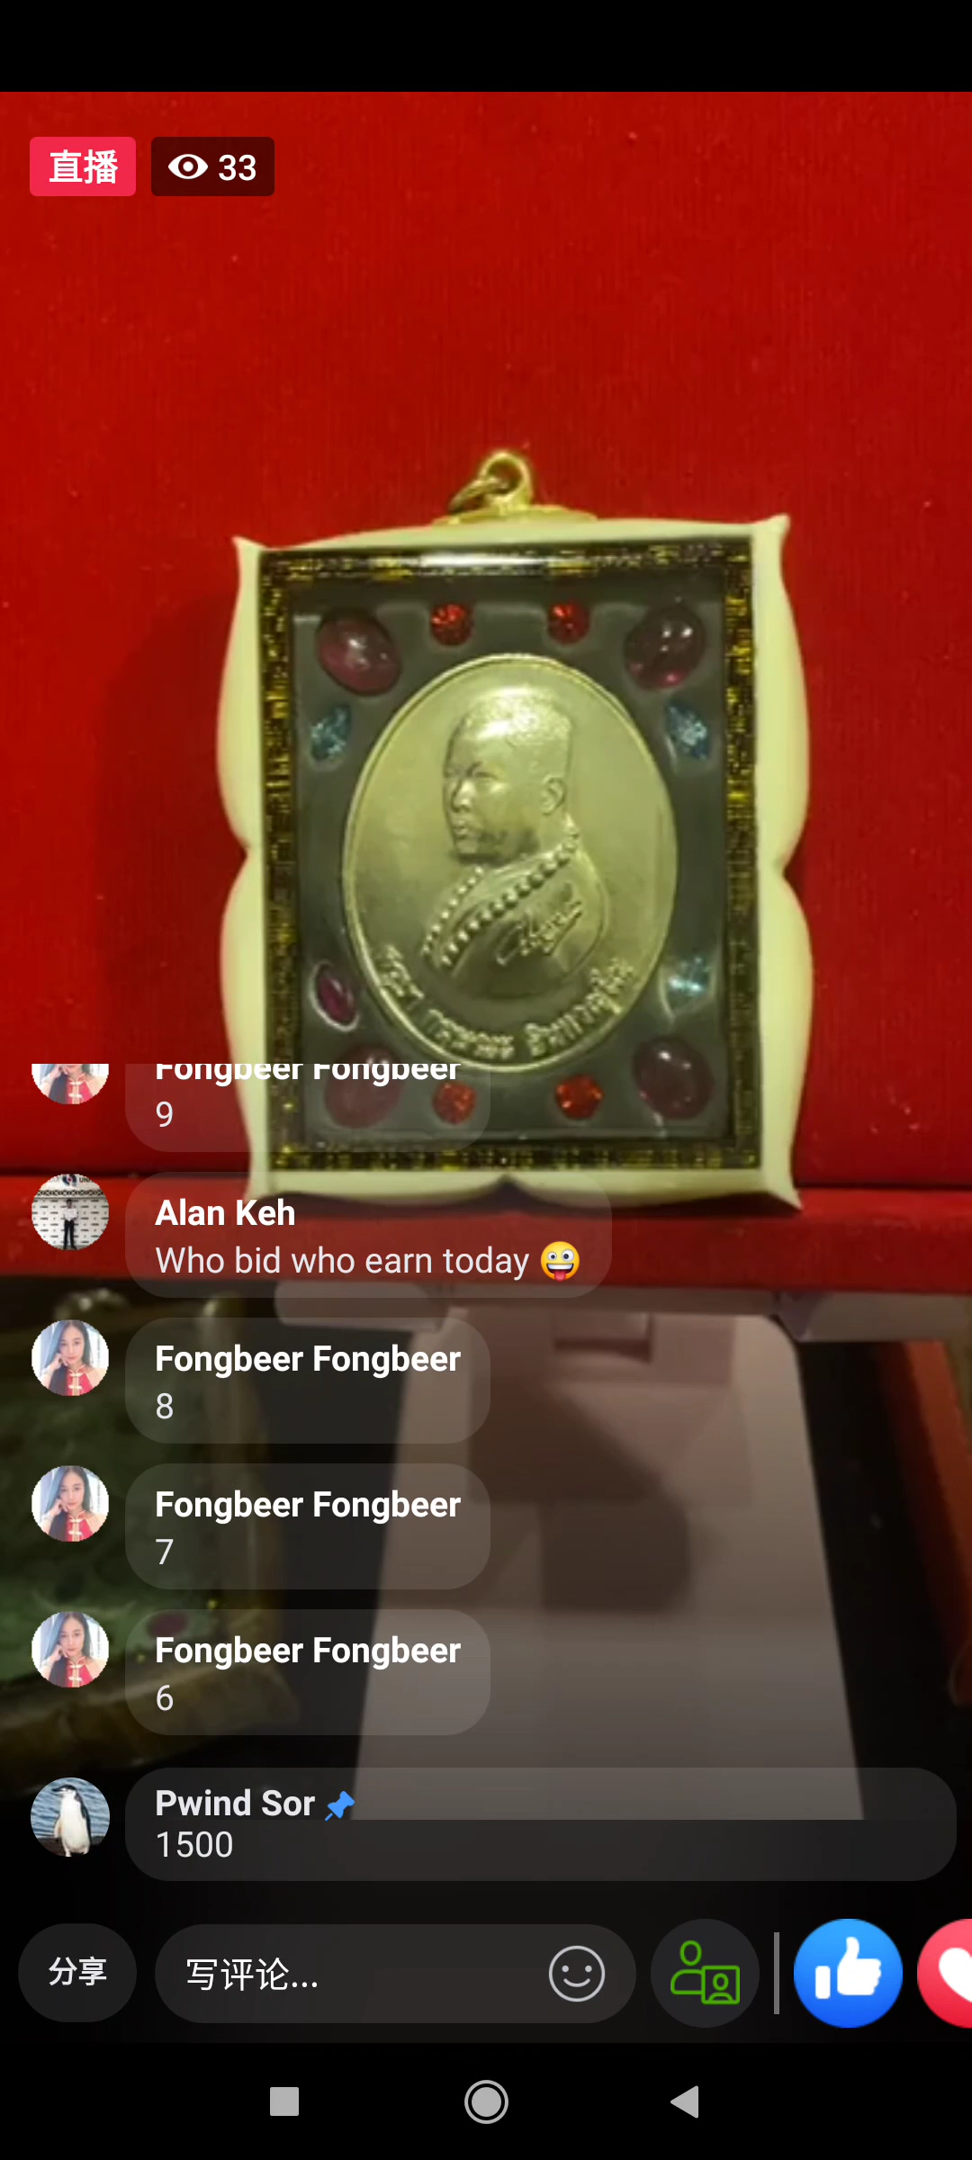 直播
33
Fongbeer Fongbeer
9
Alan Keh
Who bid who earn today 🤪
Fongbeer Fongbeer
8
Fongbeer Fongbeer
7
Fongbeer Fongbeer
6
Pwind Sor 📌
1500
分享
写评论...